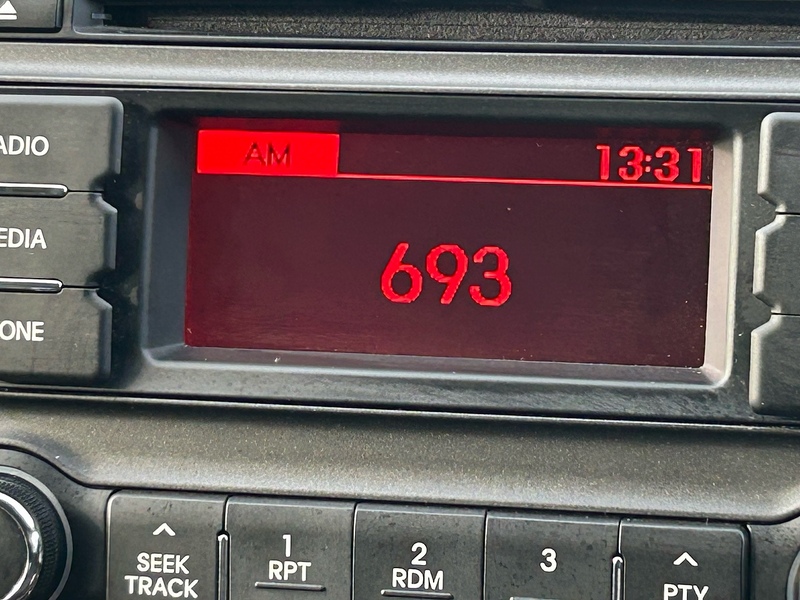 AM
13:31
693
ADIO
EDIA
ONE
SEEK
TRACK
1
RPT
2
RDM
3
PTY